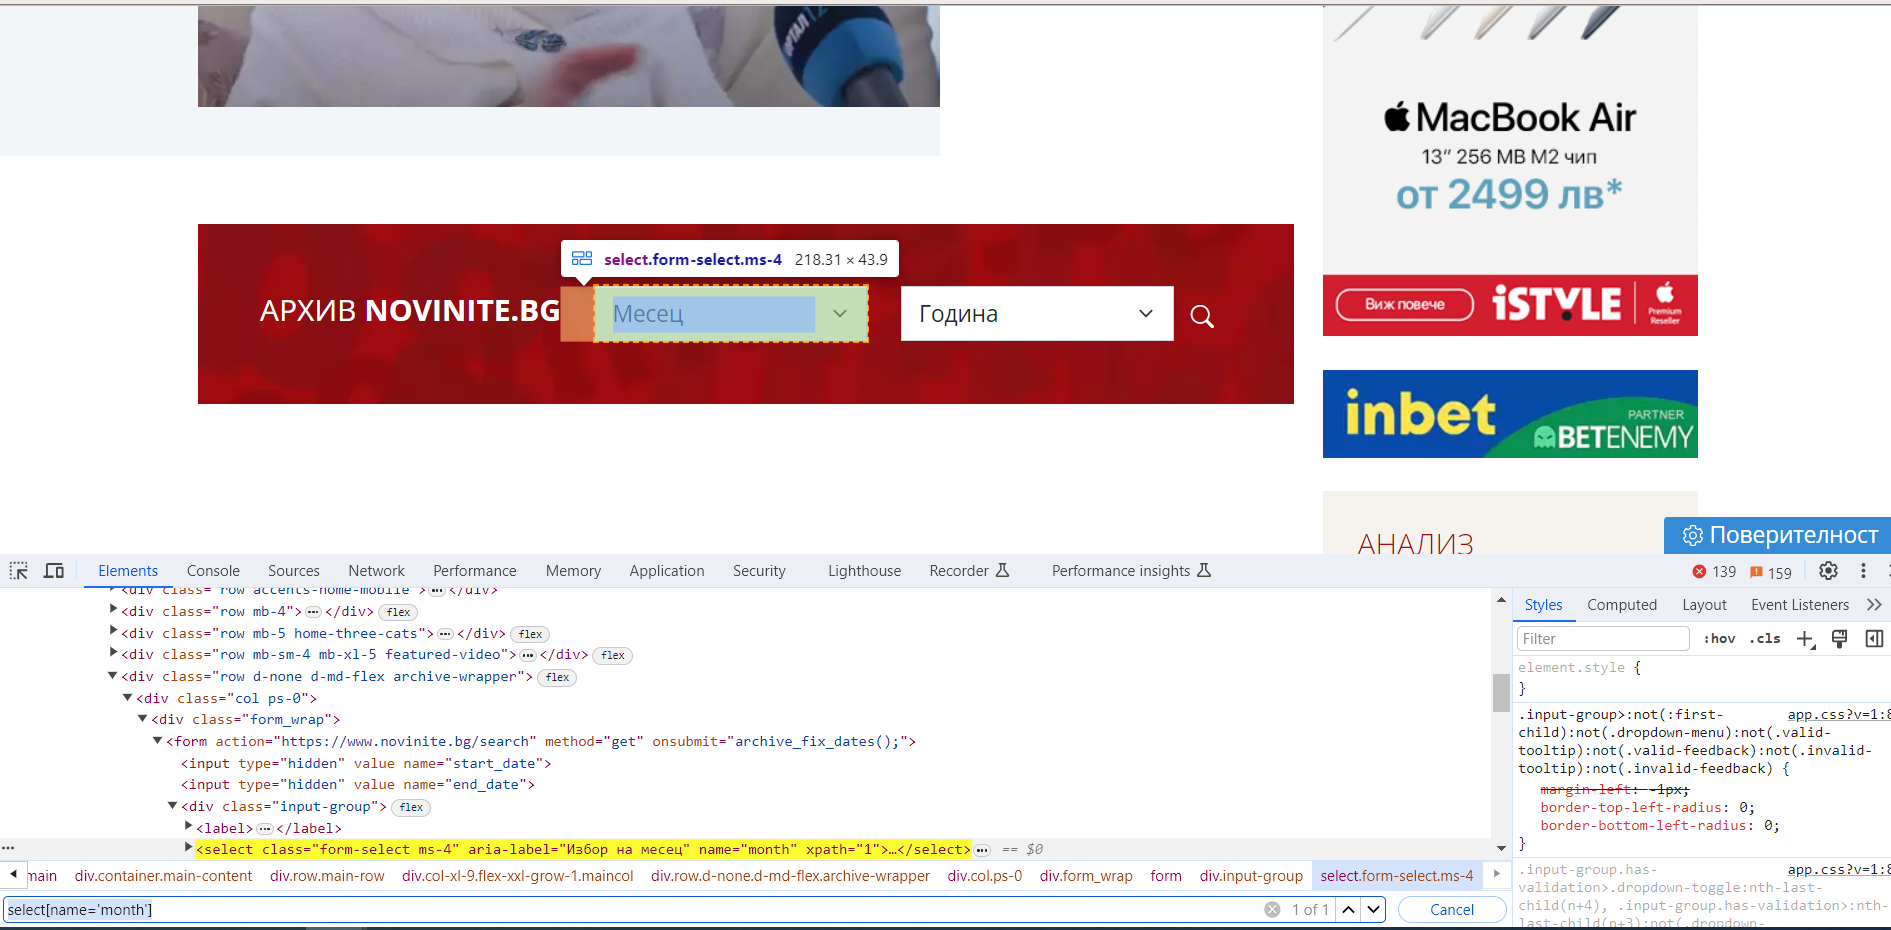 ПОРТАЛ12
MacBook Air
13″ 256 MB M2 чип
от 2499 лв*
Виж повече
iSTYLE
Premium
Reseller
select.form-select.ms-4 218.31 × 43.9
АРХИВ NOVINITE.BG
Месец
Година
inbet
PARTNER
BETENEMY
АНАЛИЗ
Поверителност
Elements Console Sources Network Performance Memory Application Security Lighthouse Recorder Performance insights
139 159
<div class="row accents-home-mobile">…</div>
<div class="row mb-4">…</div> flex
<div class="row mb-5 home-three-cats">…</div> flex
<div class="row mb-sm-4 mb-xl-5 featured-video">…</div> flex
<div class="row d-none d-md-flex archive-wrapper"> flex
<div class="col ps-0">
<div class="form_wrap">
<form action="https://www.novinite.bg/search" method="get" onsubmit="archive_fix_dates();">
<input type="hidden" value name="start_date">
<input type="hidden" value name="end_date">
<div class="input-group"> flex
<label>…</label>
<select class="form-select ms-4" aria-label="Избор на месец" name="month" xpath="1">…</select> … == $0
main div.container.main-content div.row.main-row div.col-xl-9.flex-xxl-grow-1.maincol div.row.d-none.d-md-flex.archive-wrapper div.col.ps-0 div.form_wrap form div.input-group select.form-select.ms-4
select[name='month']
1 of 1
Cancel
Styles Computed Layout Event Listeners
Filter
:hov .cls
element.style {
}
.input-group>:not(:first- app.css?v=1:8
child):not(.dropdown-menu):not(.valid-
tooltip):not(.valid-feedback):not(.invalid-
tooltip):not(.invalid-feedback) {
margin-left: -1px;
border-top-left-radius: 0;
border-bottom-left-radius: 0;
}
.input-group.has- app.css?v=1:8
validation>.dropdown-toggle:nth-last-
child(n+4), .input-group.has-validation>:nth-
last-child(n+3):not(.dropdown-